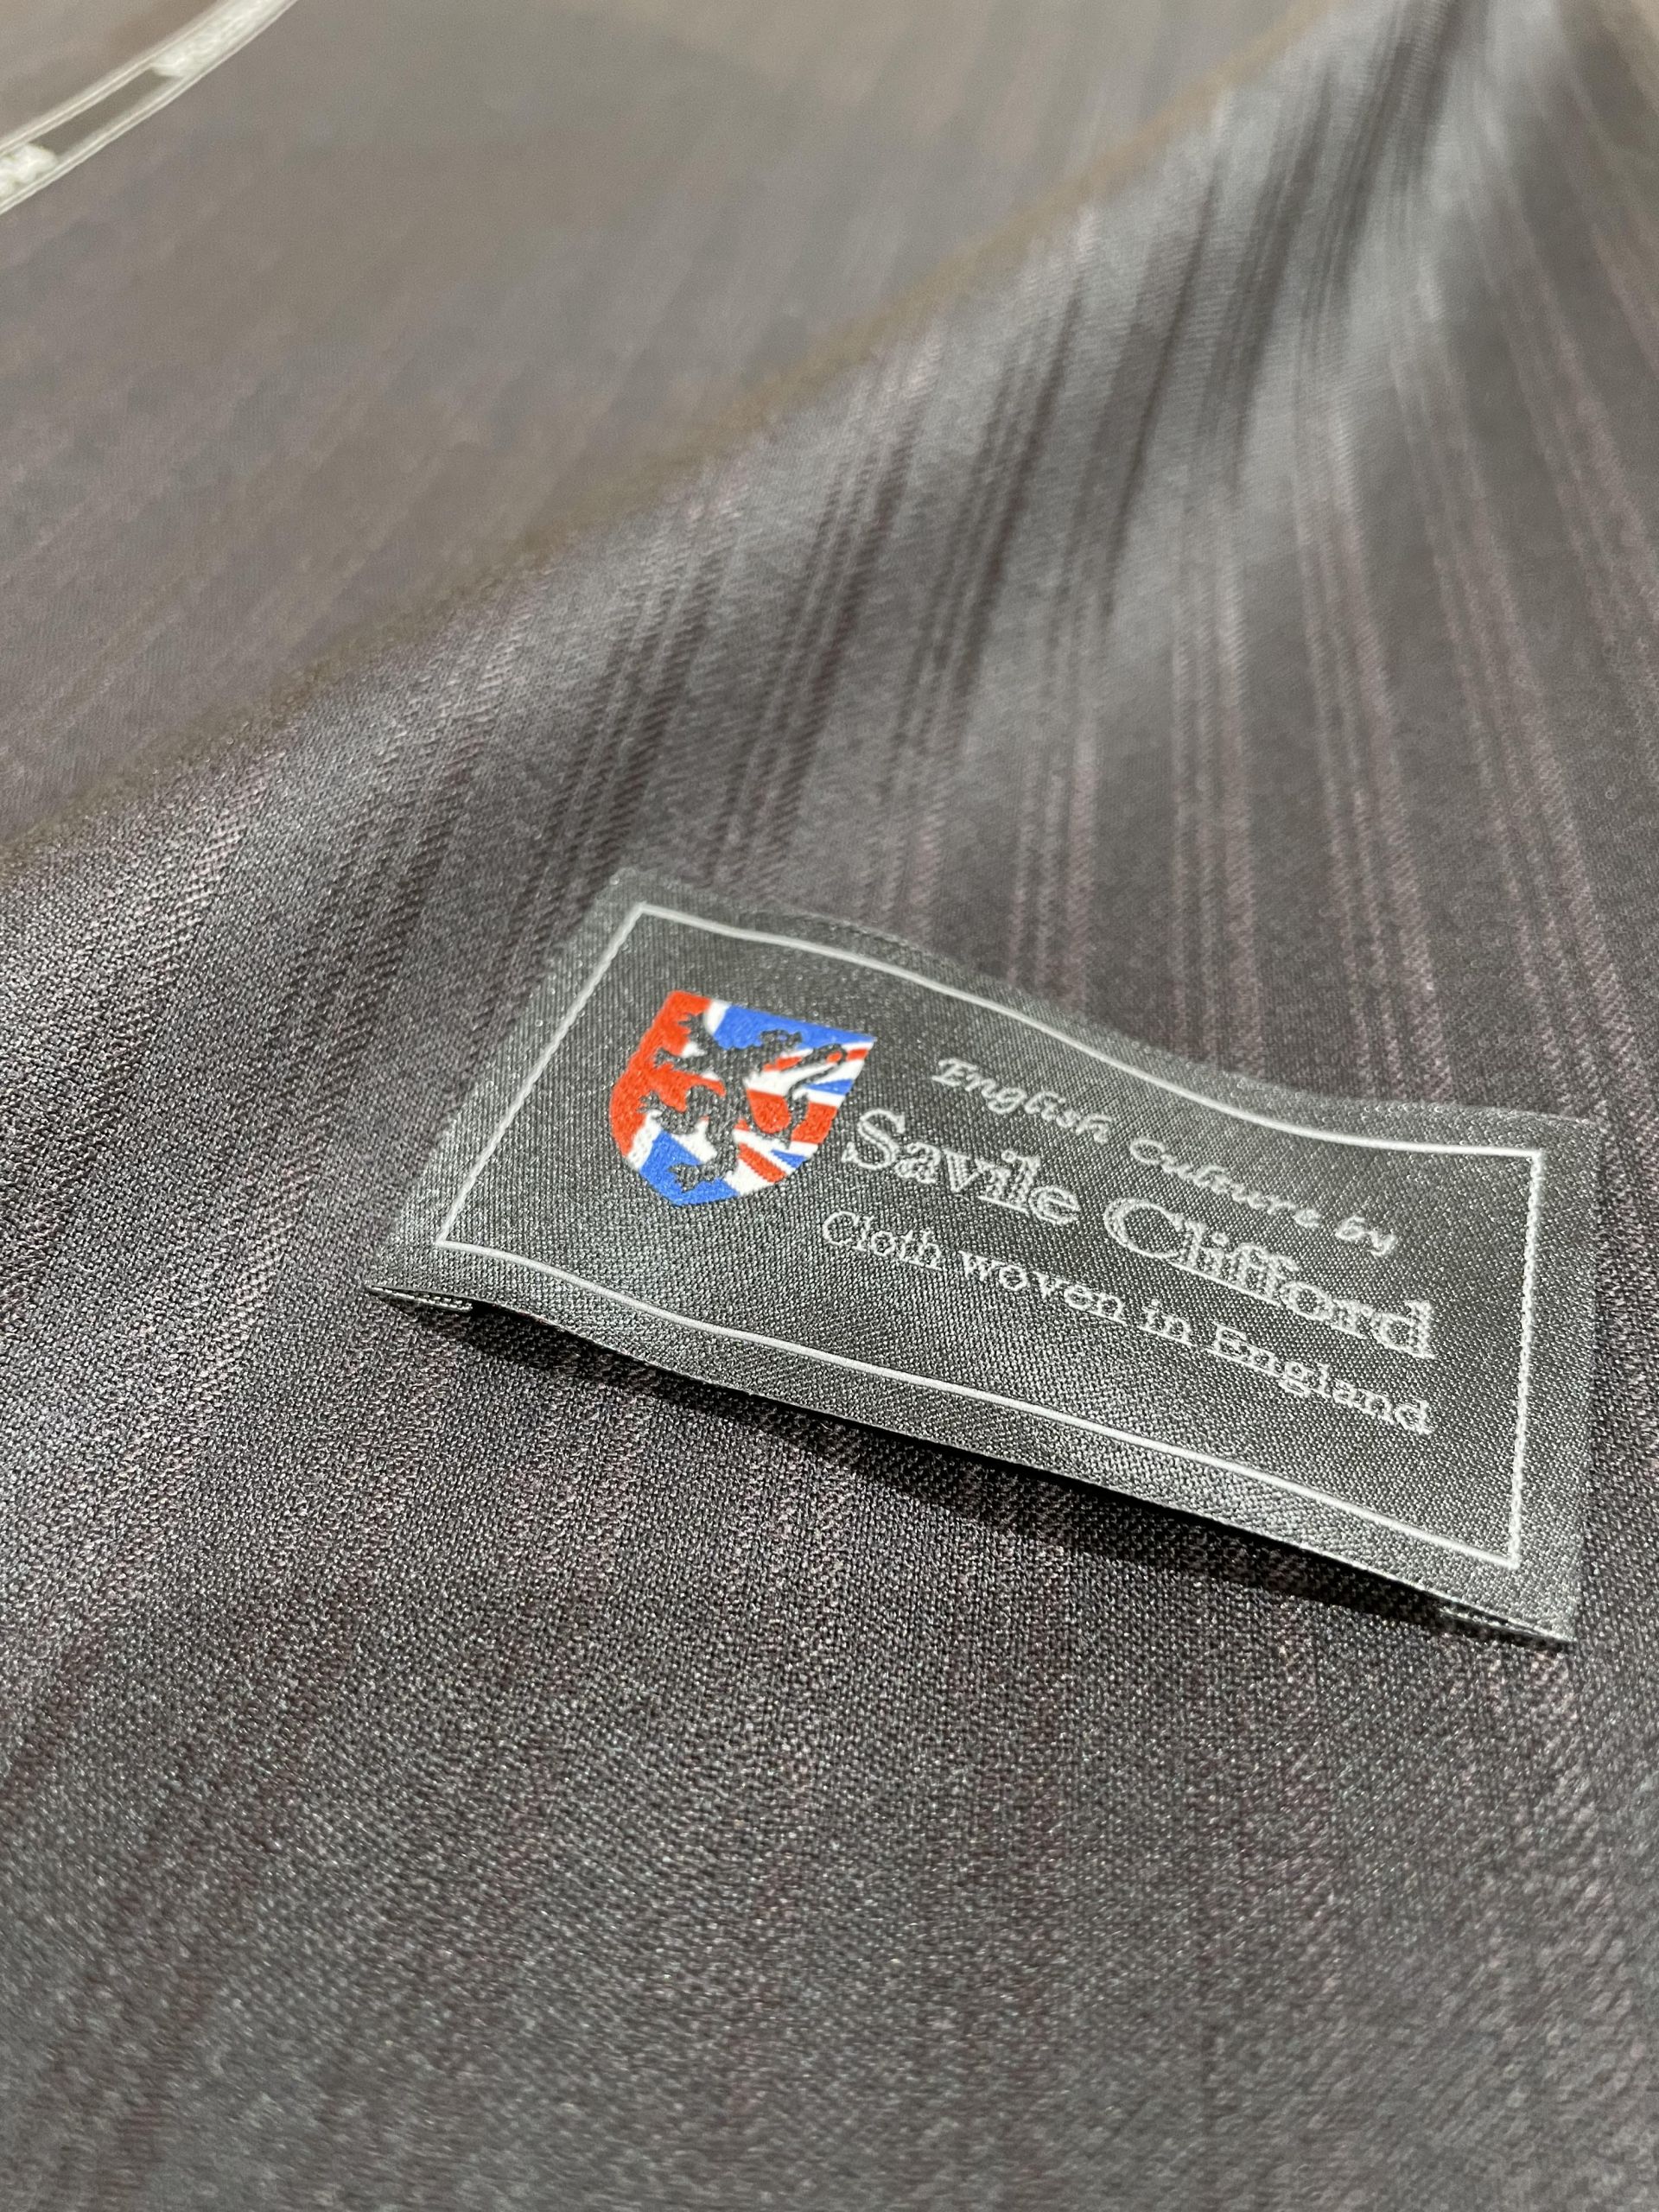 English Culture by
Savile Clifford
Cloth woven in England